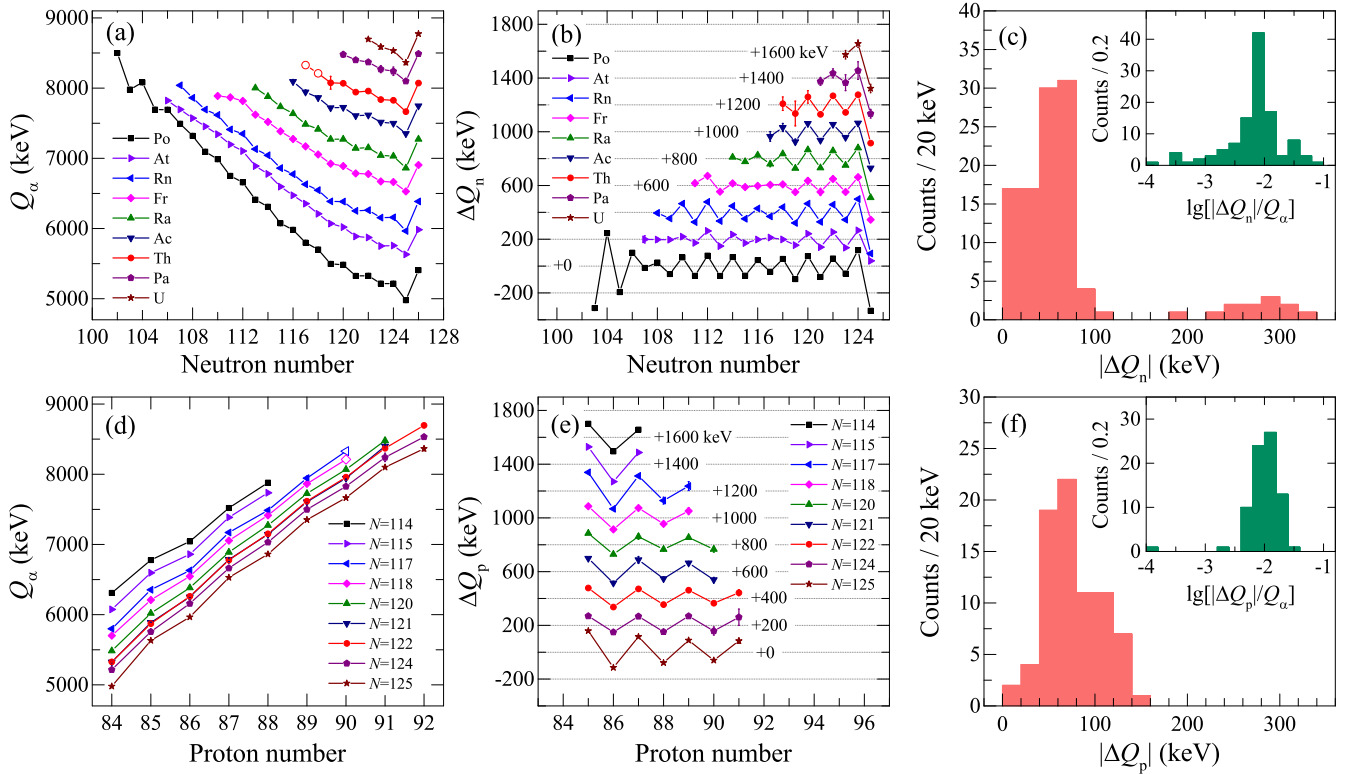 (a)
Qα (keV)
9000
8000
7000
6000
5000
Po
At
Rn
Fr
Ra
Ac
Th
Pa
U
100 104 108 112 116 120 124 128
Neutron number
(b)
ΔQn (keV)
1800
1400
1000
600
200
-200
Po
At
Rn
Fr
Ra
Ac
Th
Pa
U
+1600 keV
+1400
+1200
+1000
+800
+600
+0
100 104 108 112 116 120 124 128
Neutron number
(c)
Counts / 20 keV
40
35
30
25
20
15
10
5
0
0 100 200 300
|ΔQn| (keV)
Counts / 0.2
40
30
20
10
0
-4 -3 -2 -1
lg[|ΔQn|/Qα]
(d)
Qα (keV)
9000
8000
7000
6000
5000
N=114
N=115
N=117
N=118
N=120
N=121
N=122
N=124
N=125
84 85 86 87 88 89 90 91 92
Proton number
(e)
ΔQp (keV)
1800
1400
1000
600
200
-200
+1600 keV
+1400
+1200
+1000
+800
+600
+400
+200
+0
N=114
N=115
N=117
N=118
N=120
N=121
N=122
N=124
N=125
84 86 88 90 92 94 96
Proton number
(f)
Counts / 20 keV
30
25
20
15
10
5
0
0 100 200 300
|ΔQp| (keV)
Counts / 0.2
30
20
10
0
-4 -3 -2 -1
lg[|ΔQp|/Qα]